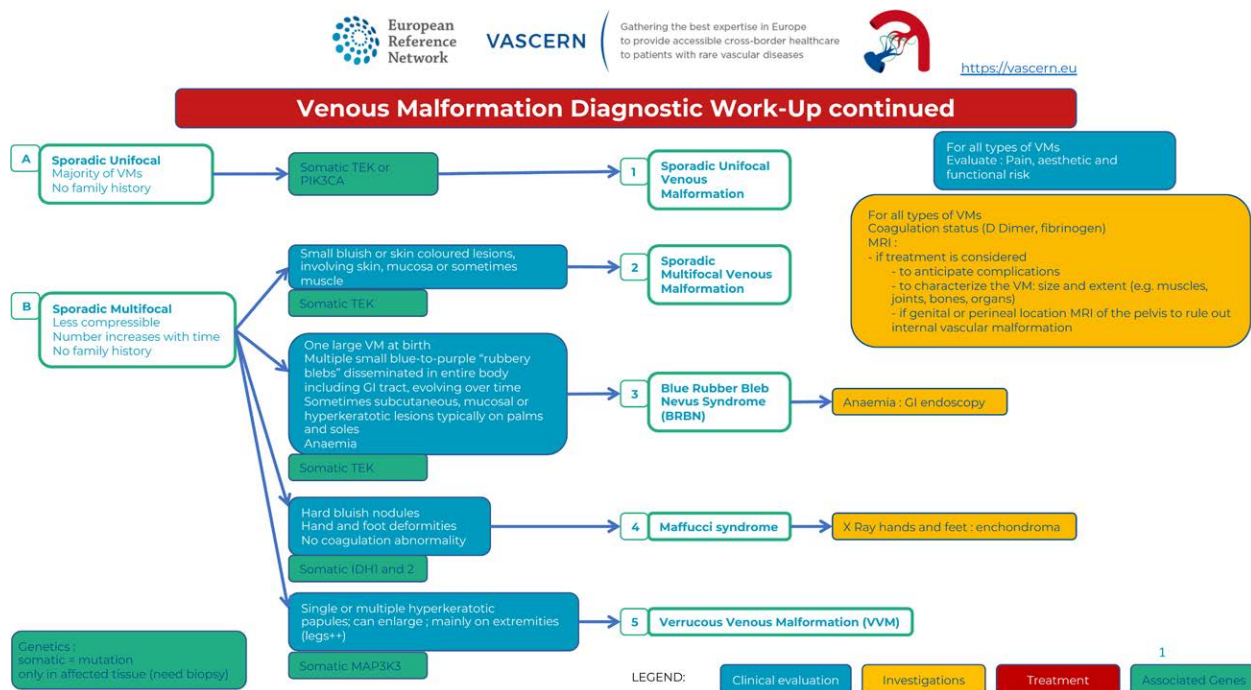 European
Reference
Network
VASCERN
Gathering the best expertise in Europe
to provide accessible cross-border healthcare
to patients with rare vascular diseases
https://vascern.eu
Venous Malformation Diagnostic Work-Up continued
A
Sporadic Unifocal
Majority of VMs
No family history
Somatic TEK or
PIK3CA
1
Sporadic Unifocal
Venous
Malformation
For all types of VMs
Evaluate : Pain, aesthetic and
functional risk
For all types of VMs
Coagulation status (D Dimer, fibrinogen)
MRI :
- if treatment is considered
- to anticipate complications
- to characterize the VM: size and extent (e.g. muscles,
joints, bones, organs)
- if genital or perineal location MRI of the pelvis to rule out
internal vascular malformation
B
Sporadic Multifocal
Less compressible
Number increases with time
No family history
Small bluish or skin coloured lesions,
involving skin, mucosa or sometimes
muscle
Somatic TEK
2
Sporadic
Multifocal Venous
Malformation
One large VM at birth
Multiple small blue-to-purple “rubbery
blebs” disseminated in entire body
including GI tract, evolving over time
Sometimes subcutaneous, mucosal or
hyperkeratotic lesions typically on palms
and soles
Anaemia
Somatic TEK
3
Blue Rubber Bleb
Nevus Syndrome
(BRBN)
Anaemia : GI endoscopy
Hard bluish nodules
Hand and foot deformities
No coagulation abnormality
Somatic IDH1 and 2
4
Maffucci syndrome
X Ray hands and feet : enchondroma
Single or multiple hyperkeratotic
papules; can enlarge ; mainly on extremities
(legs++)
Somatic MAP3K3
5
Verrucous Venous Malformation (VVM)
Genetics :
somatic = mutation
only in affected tissue (need biopsy)
1
LEGEND:
Clinical evaluation
Investigations
Treatment
Associated Genes